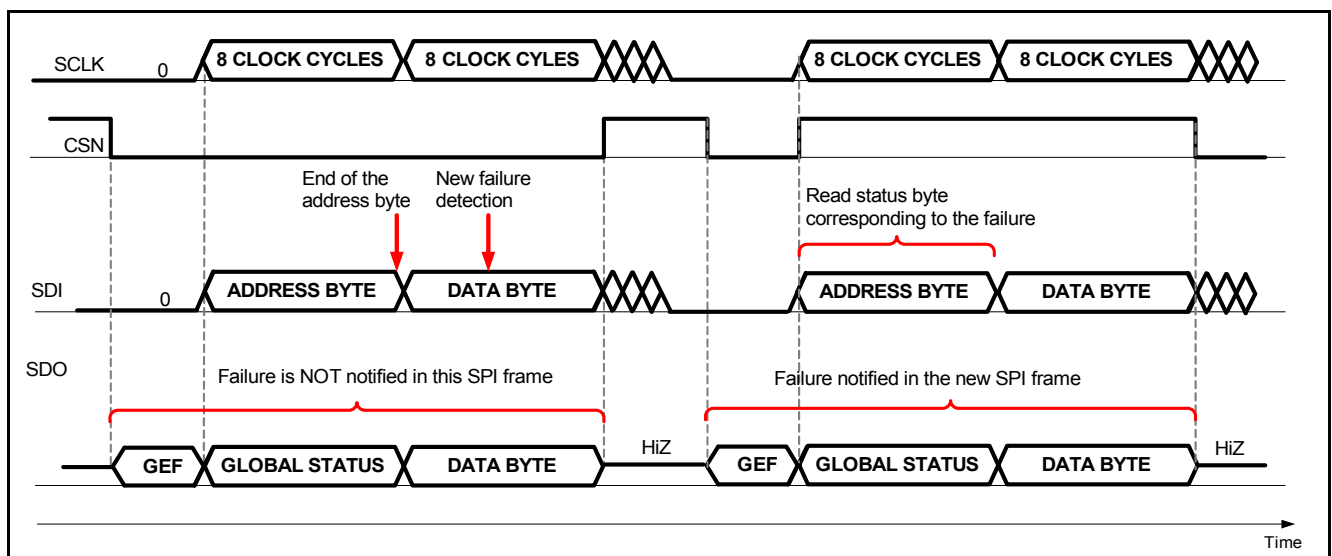 SCLK
0
8 CLOCK CYCLES
8 CLOCK CYLES
8 CLOCK CYCLES
8 CLOCK CYLES
CSN
End of the
address byte
New failure
detection
Read status byte
corresponding to the failure
SDI
0
ADDRESS BYTE
DATA BYTE
ADDRESS BYTE
DATA BYTE
SDO
Failure is NOT notified in this SPI frame
Failure notified in the new SPI frame
GEF
GLOBAL STATUS
DATA BYTE
HiZ
GEF
GLOBAL STATUS
DATA BYTE
HiZ
Time